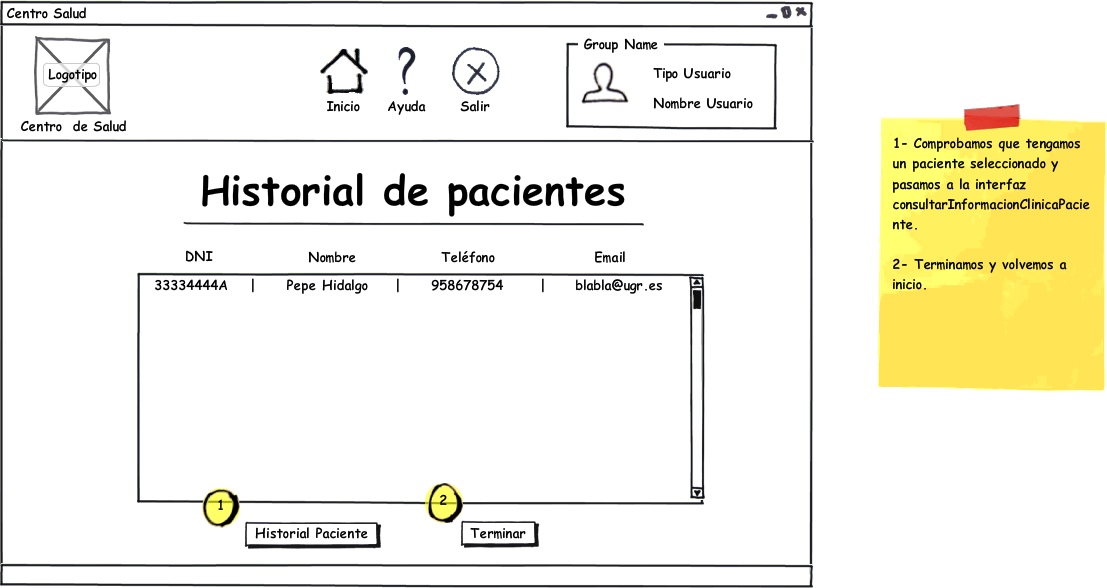 Centro Salud
Logotipo
Centro de Salud
Inicio
Ayuda
Salir
Group Name
Tipo Usuario
Nombre Usuario
Historial de pacientes
DNI Nombre Teléfono Email
33334444A | Pepe Hidalgo | 958678754 | blabla@ugr.es
1
2
Historial Paciente
Terminar
1- Comprobamos que tengamos
un paciente seleccionado y
pasamos a la interfaz
consultarInformacionClinicaPacie
nte.
2- Terminamos y volvemos a
inicio.